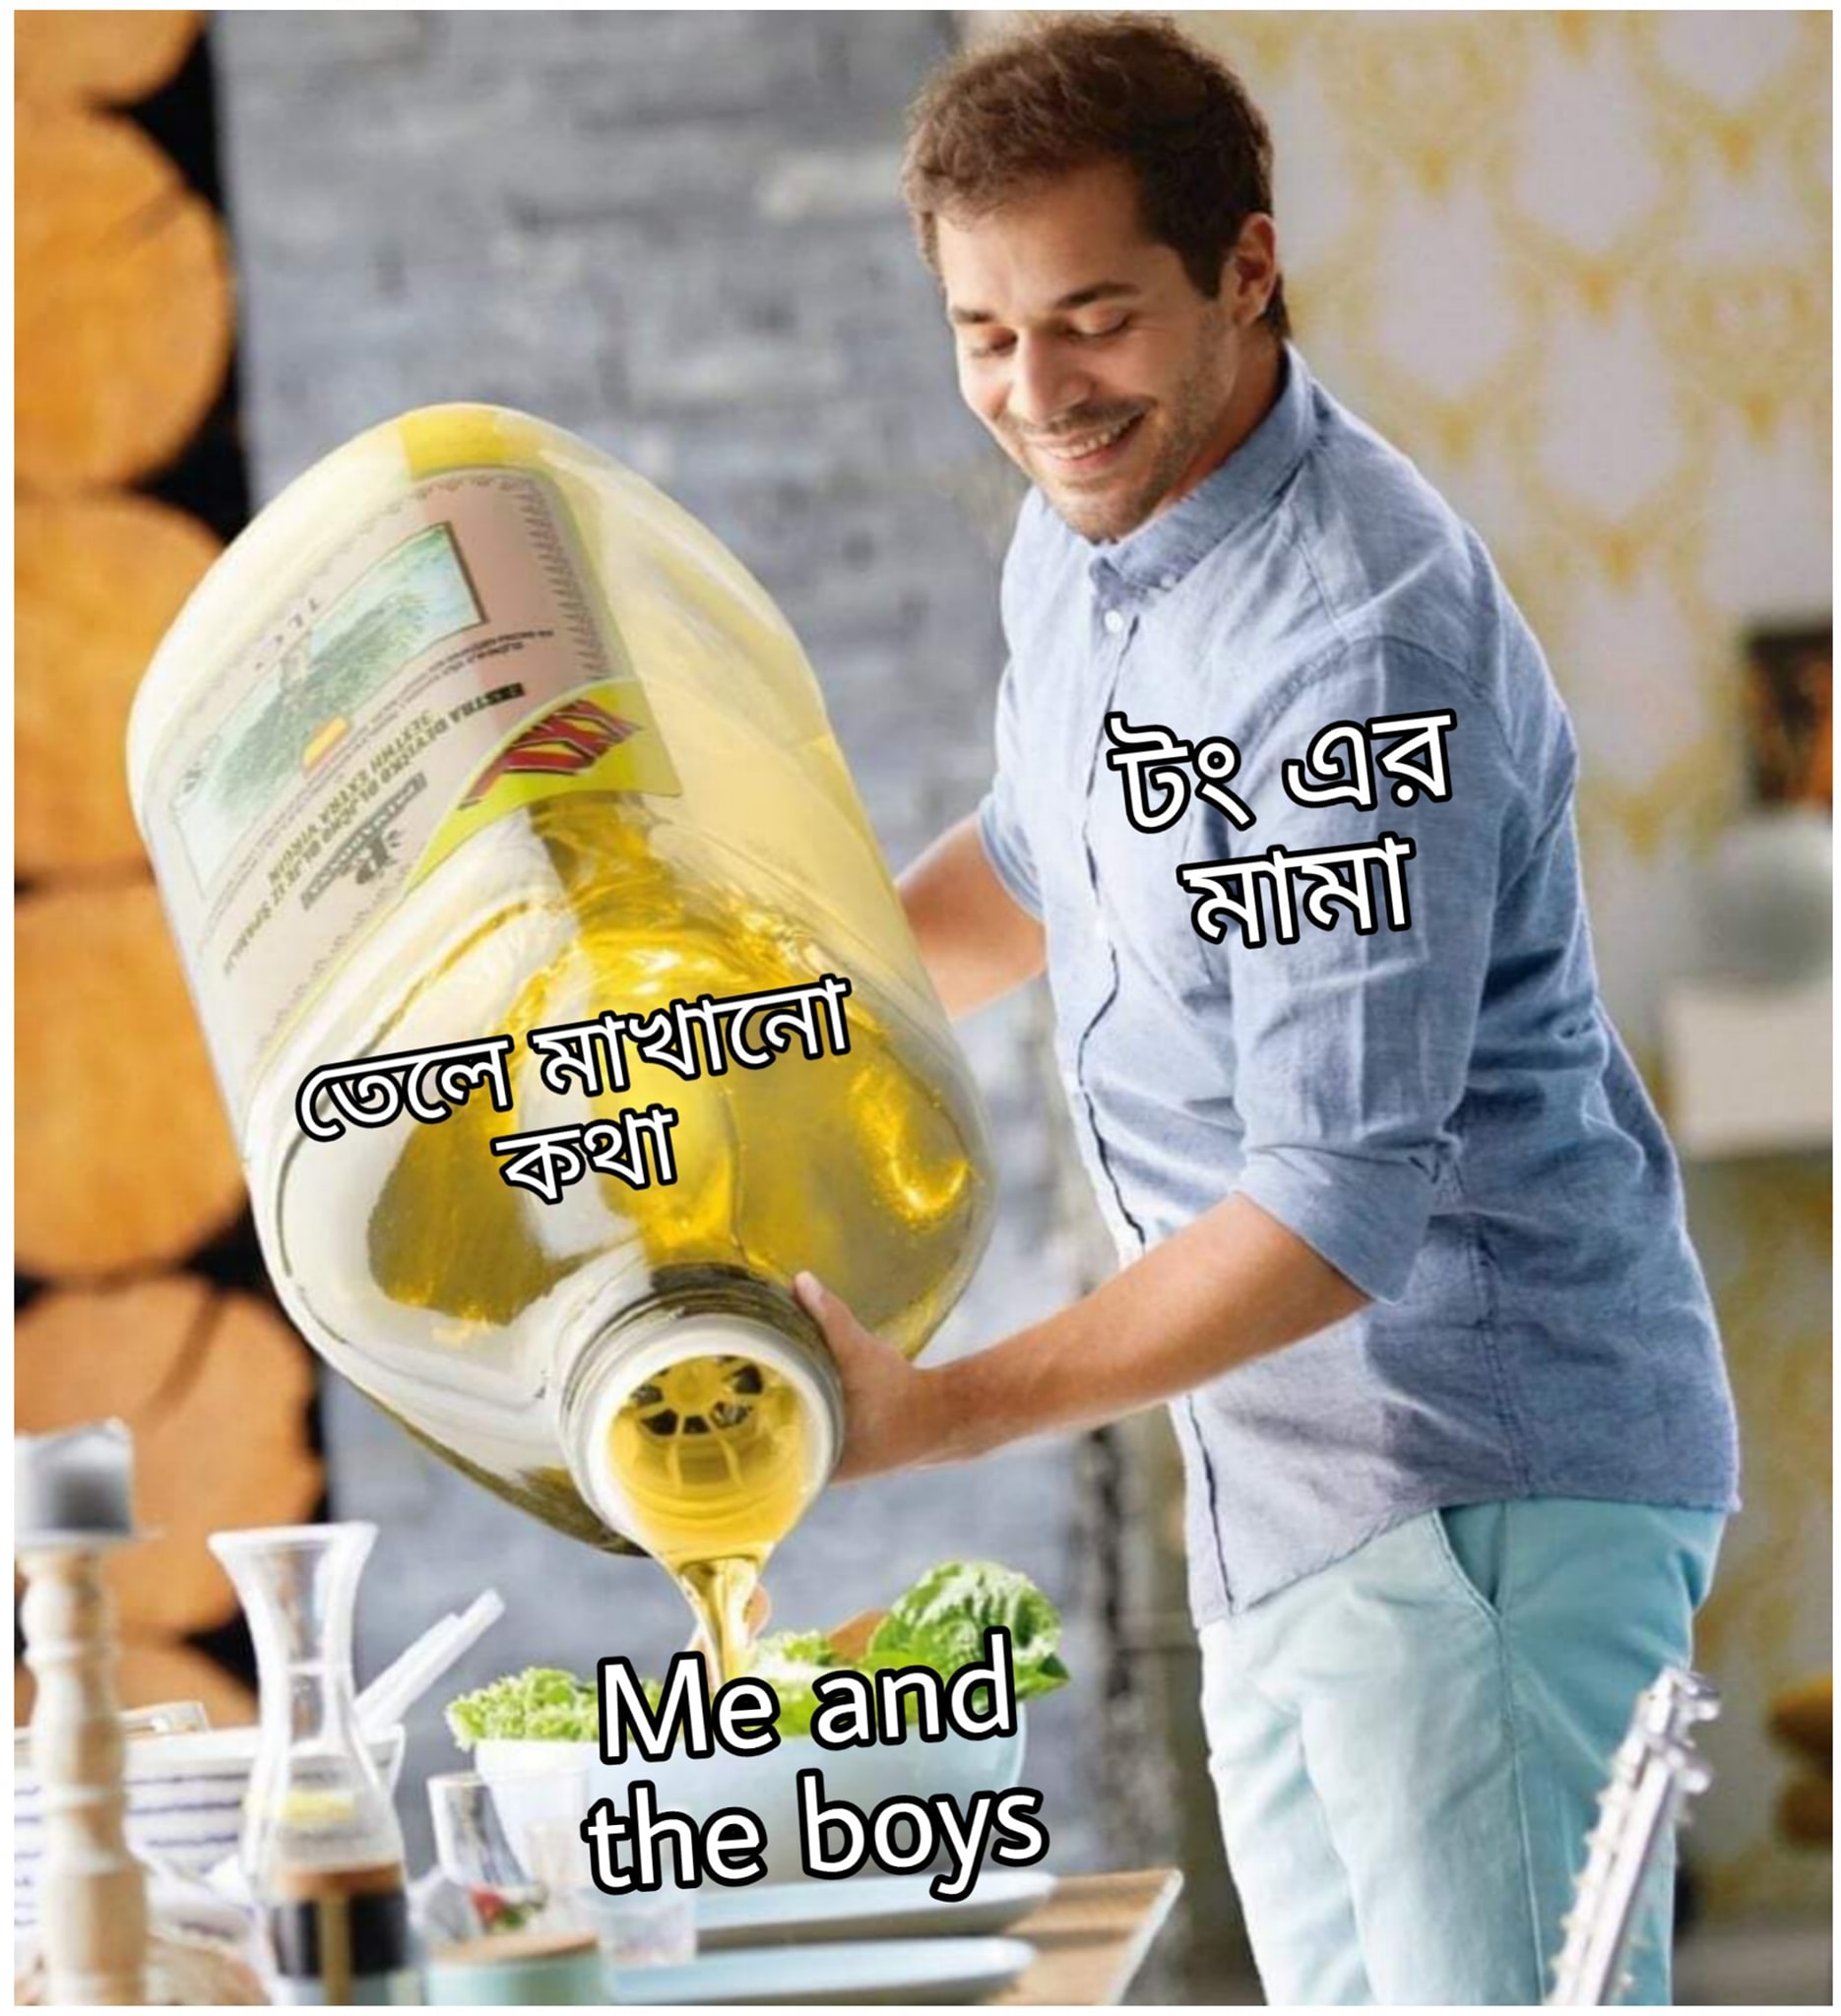 টং এর
মামা
তেলে মাখানো
কথা
Me and
the boys